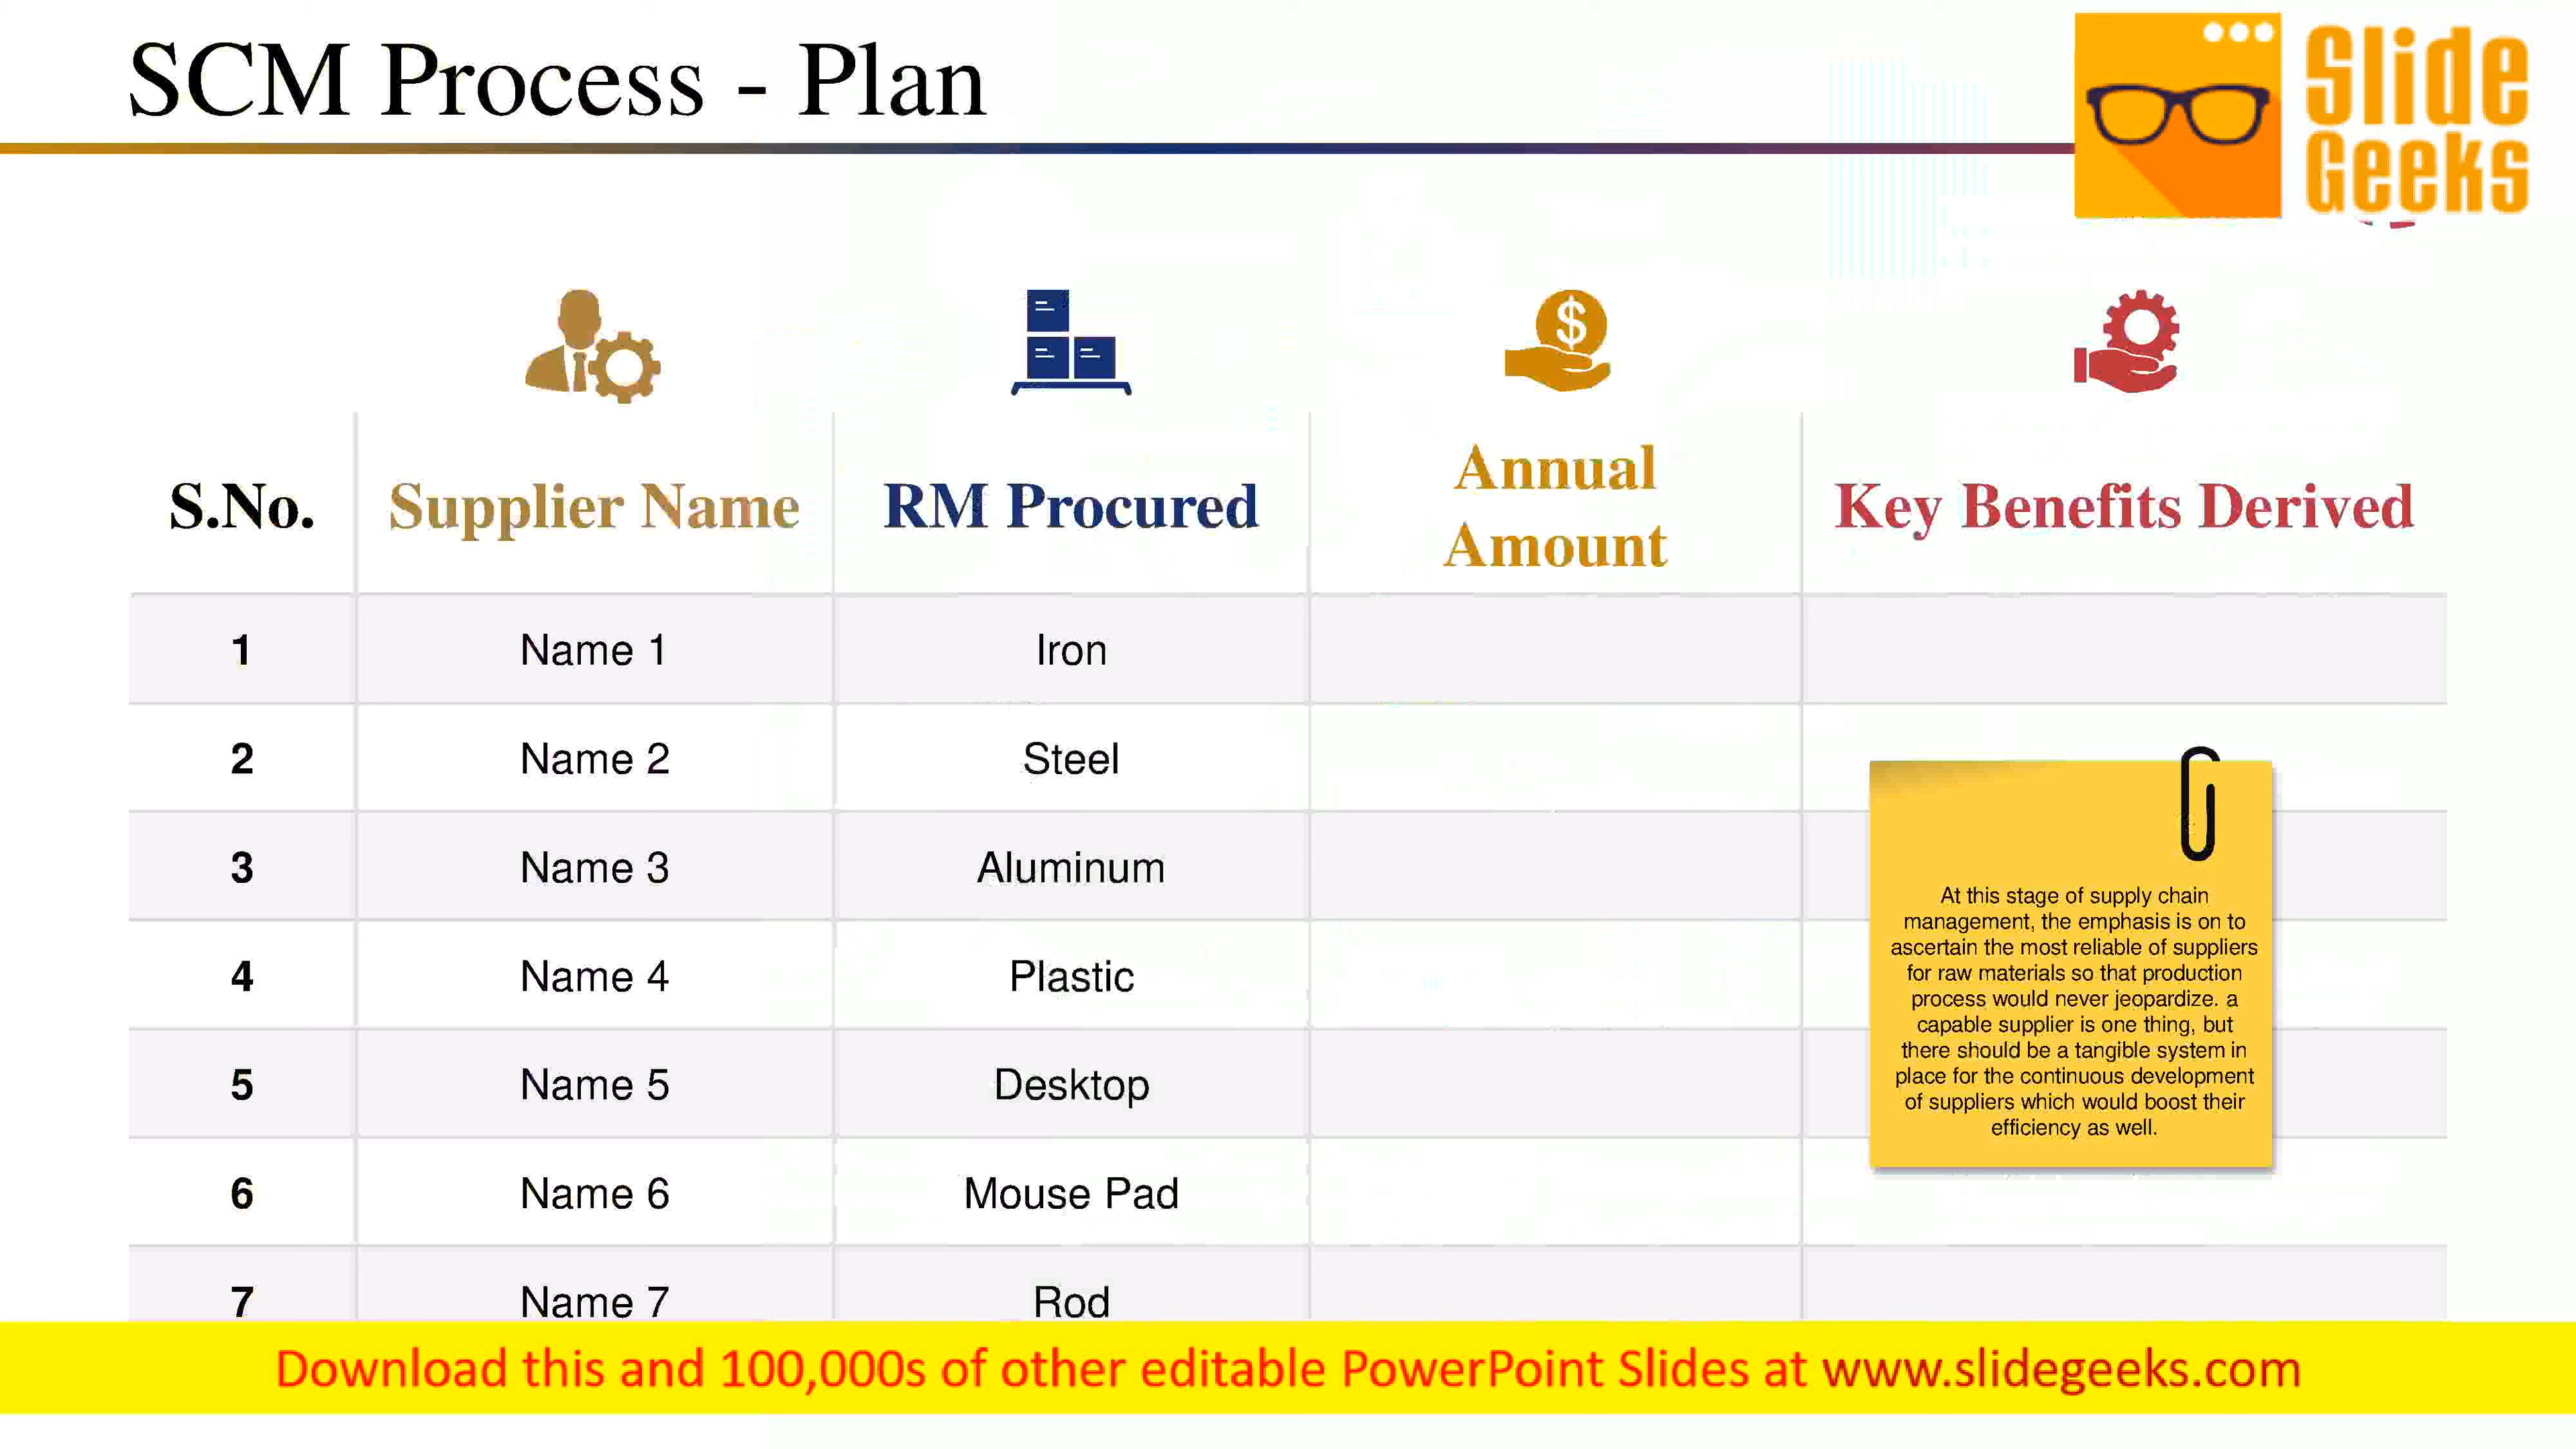 SCM Process - Plan
Slide
Geeks
S.No.
Supplier Name
RM Procured
Annual
Amount
Key Benefits Derived
1 Name 1 Iron
2 Name 2 Steel
3 Name 3 Aluminum
4 Name 4 Plastic
5 Name 5 Desktop
6 Name 6 Mouse Pad
7 Name 7 Rod
At this stage of supply chain
management, the emphasis is on to
ascertain the most reliable of suppliers
for raw materials so that production
process would never jeopardize. a
capable supplier is one thing, but
there should be a tangible system in
place for the continuous development
of suppliers which would boost their
efficiency as well.
Download this and 100,000s of other editable PowerPoint Slides at www.slidegeeks.com